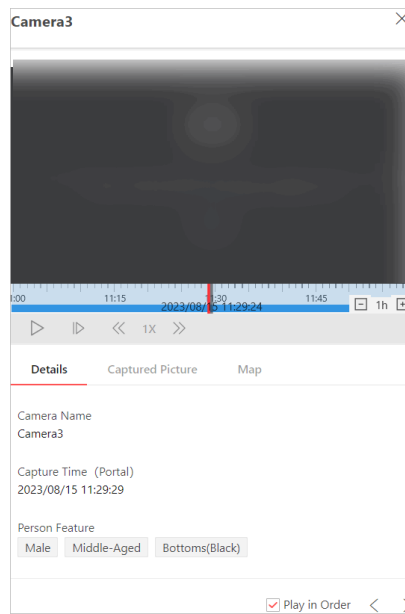 Camera3
:00 11:15 11:30 11:45
2023/08/15 11:29:24
1h
1X
Details Captured Picture Map
Camera Name
Camera3
Capture Time (Portal)
2023/08/15 11:29:29
Person Feature
Male Middle-Aged Bottoms(Black)
Play in Order